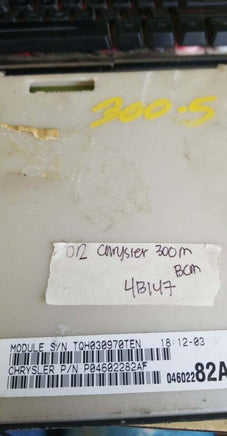 300.5
02 Chrysler 300m
BCM
4B147
MODULE S/N TQH030970TEN 18:12-03
CHRYSLER P/N P04602282AF
04602282A